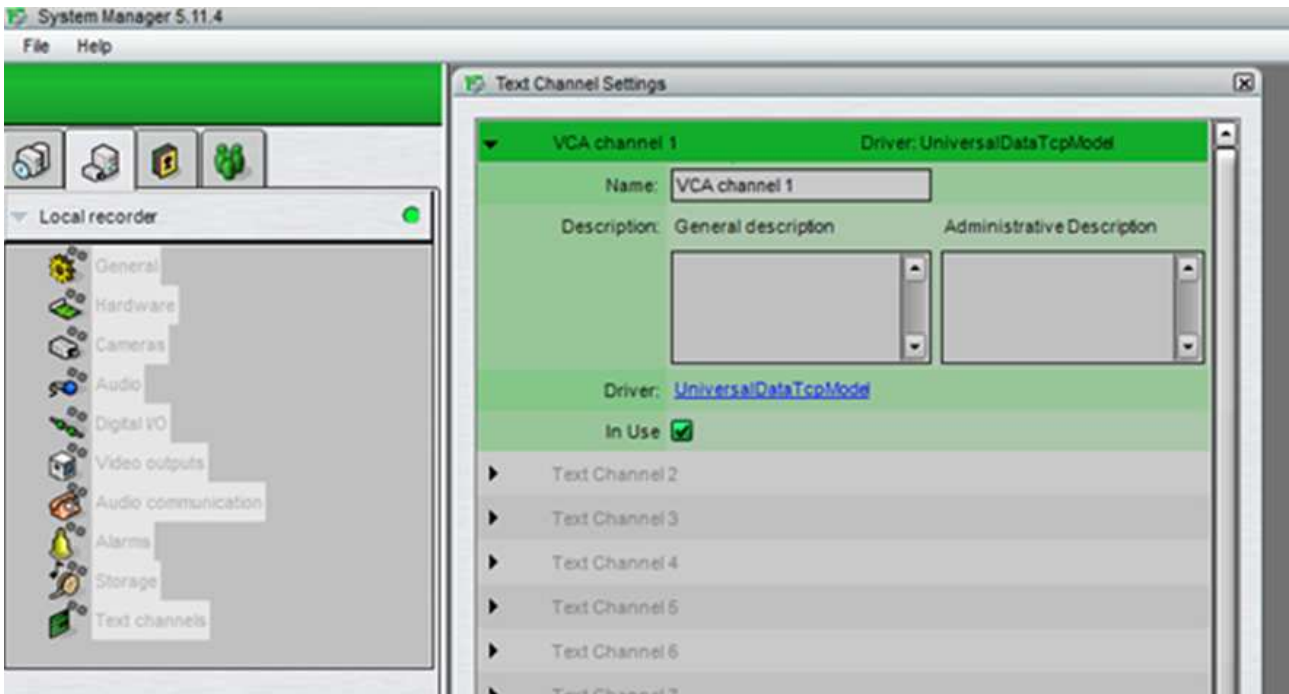 System Manager 5.11.4
File Help
Local recorder
General
Hardware
Cameras
Audio
Digital I/O
Video outputs
Audio communication
Alarms
Storage
Text channels
Text Channel Settings
VCA channel 1 Driver: UniversalDataTcpModel
Name: VCA channel 1
Description: General description Administrative Description
Driver: UniversalDataTcpModel
In Use
Text Channel 2
Text Channel 3
Text Channel 4
Text Channel 5
Text Channel 6
Text Channel 7